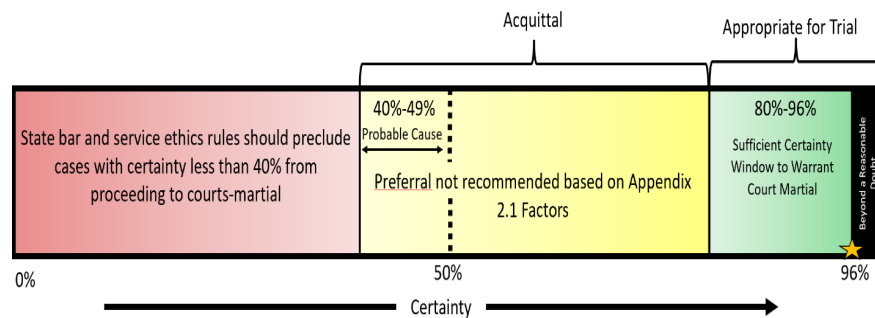 Acquittal
Appropriate for Trial
State bar and service ethics rules should preclude
cases with certainty less than 40% from
proceeding to courts-martial
40%-49%
Probable Cause
Preferral not recommended based on Appendix
2.1 Factors
80%-96%
Sufficient Certainty
Window to Warrant
Court Martial
Beyond a Reasonable
Doubt
0%
50%
96%
Certainty